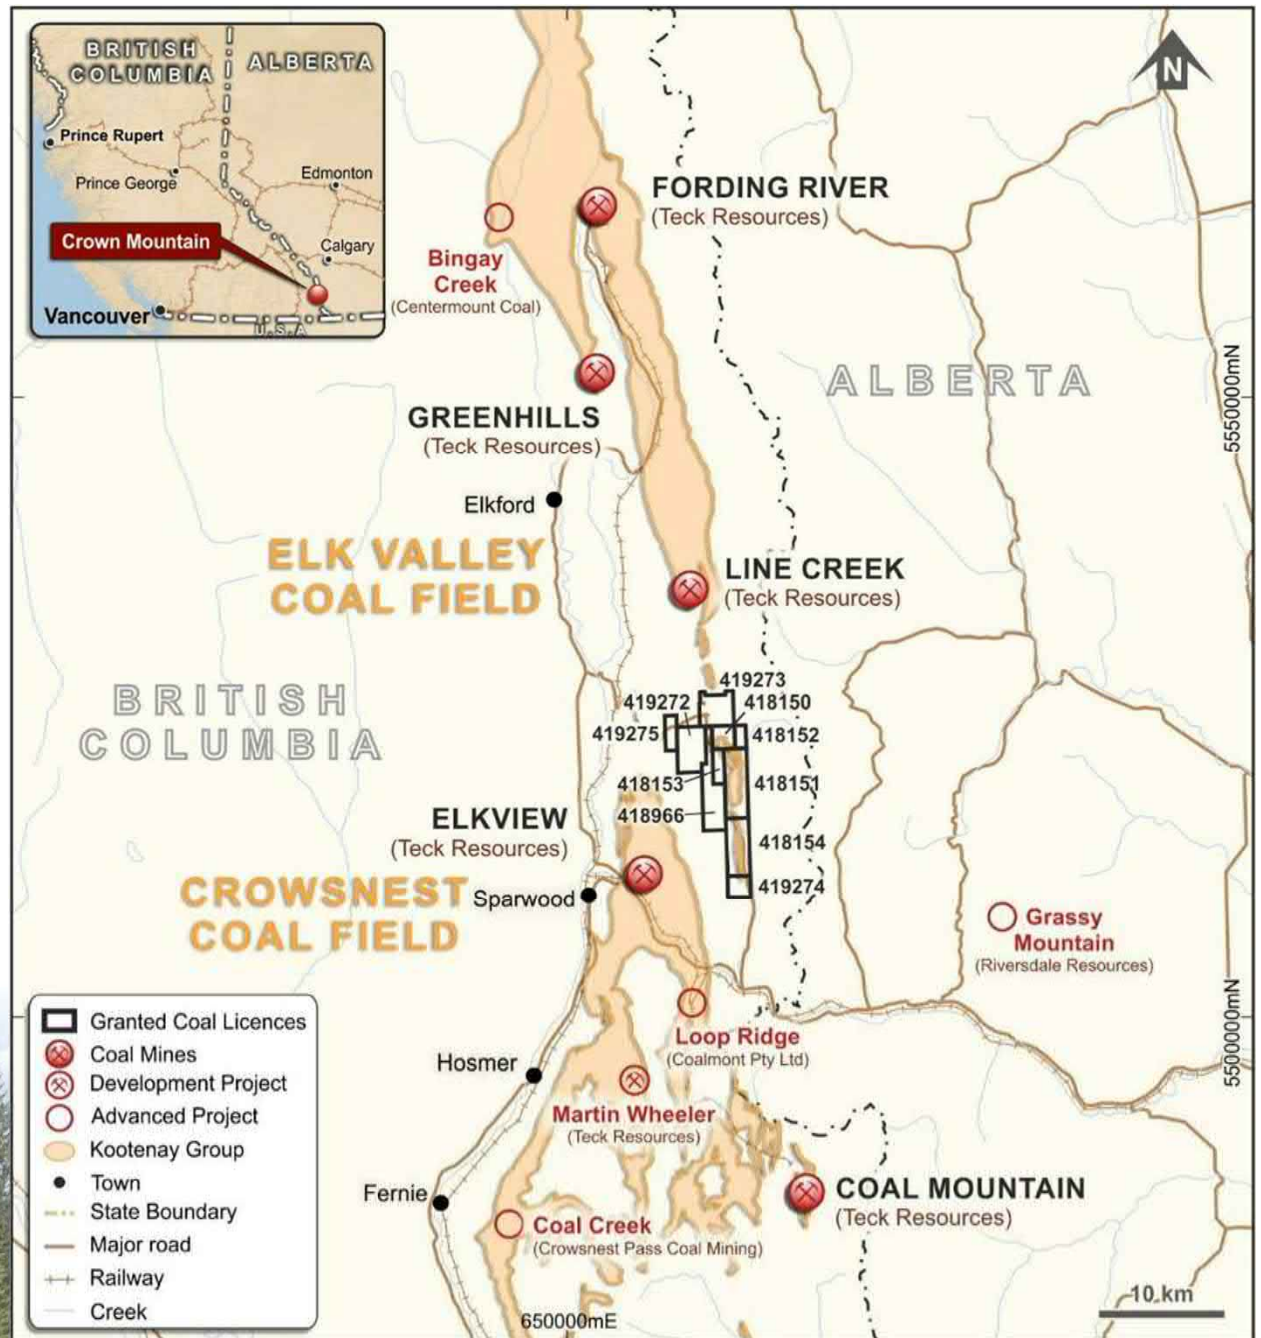 BRITISH
COLUMBIA
ALBERTA
Prince Rupert
Prince George
Edmonton
Crown Mountain
Calgary
Vancouver
U.S.A
N
FORDING RIVER
(Teck Resources)
Bingay
Creek
(Centermount Coal)
ALBERTA
5550000mN
GREENHILLS
(Teck Resources)
Elkford
ELK VALLEY
COAL FIELD
LINE CREEK
(Teck Resources)
BRITISH
COLUMBIA
419273
419272
418150
419275
418152
418153
418151
418966
418154
419274
ELKVIEW
(Teck Resources)
CROWSNEST
COAL FIELD
Sparwood
Grassy
Mountain
(Riversdale Resources)
5500000mN
Loop Ridge
(Coalmont Pty Ltd)
Hosmer
Martin Wheeler
(Teck Resources)
Fernie
COAL MOUNTAIN
(Teck Resources)
Coal Creek
(Crowsnest Pass Coal Mining)
650000mE
10 km
Granted Coal Licences
Coal Mines
Development Project
Advanced Project
Kootenay Group
Town
State Boundary
Major road
Railway
Creek